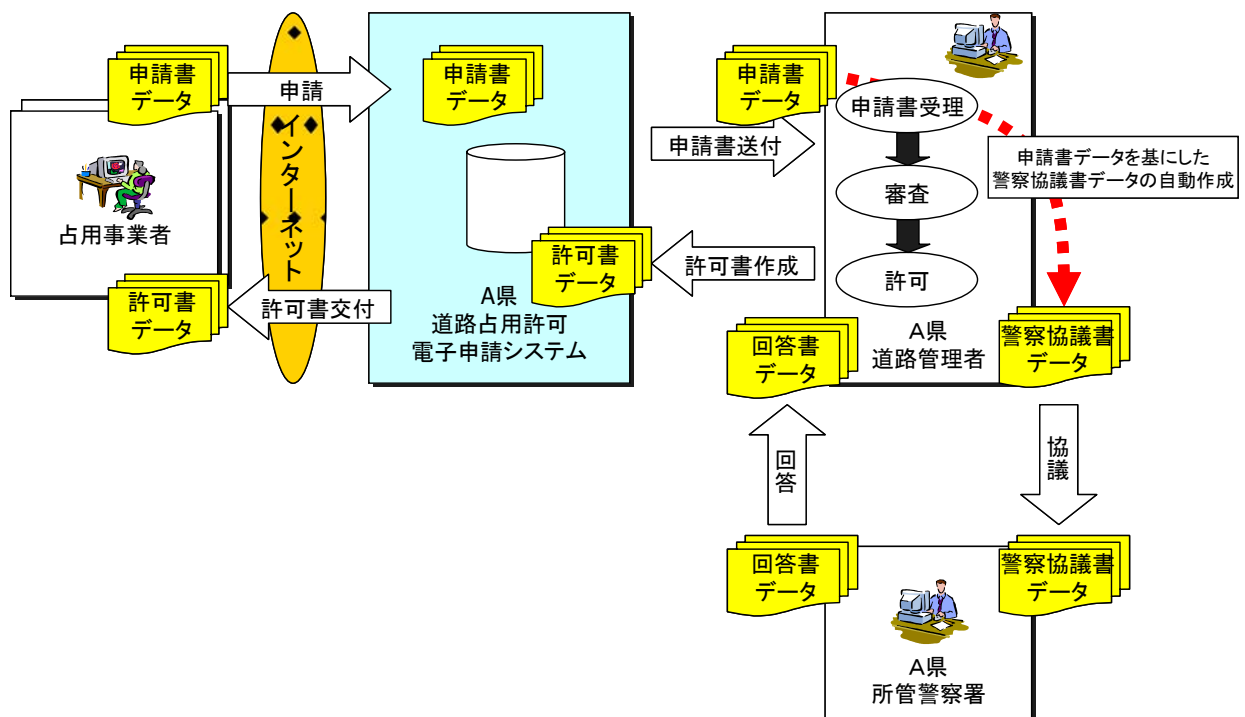 申請書
データ
申請
占用事業者
許可書
データ
許可書交付
インターネット
申請書
データ
許可書
データ
A県
道路占用許可
電子申請システム
申請書送付
許可書作成
申請書
データ
申請書受理
審査
許可
申請書データを基にした
警察協議書データの自動作成
A県
道路管理者
回答書
データ
警察協議書
データ
回答
協議
回答書
データ
警察協議書
データ
A県
所管警察署